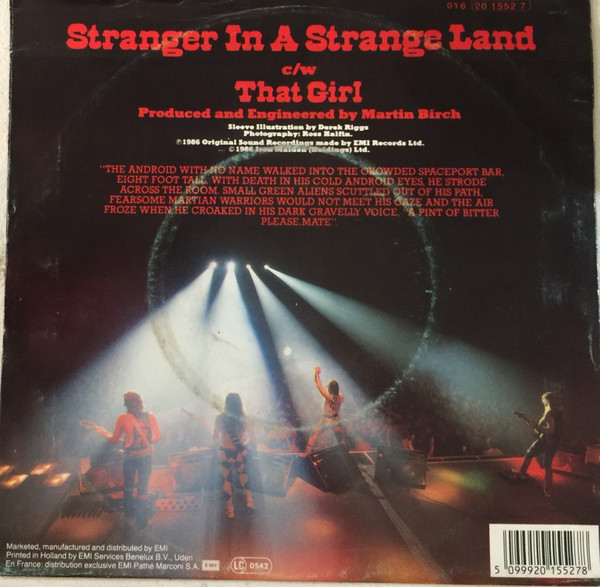 016 20 1552 7
Stranger In A Strange Land
c/w
That Girl
Produced and Engineered by Martin Birch
Sleeve Illustration by Derek Riggs
Photography: Ross Halfin.
℗1986 Original Sound Recordings made by EMI Records Ltd.
©1986 Iron Maiden (Holdings) Ltd.
"THE ANDROID WITH NO NAME WALKED INTO THE CROWDED SPACEPORT BAR.
EIGHT FOOT TALL, WITH DEATH IN HIS COLD ANDROID EYES, HE STRODE
ACROSS THE ROOM. SMALL GREEN ALIENS SCUTTLED OUT OF HIS PATH,
FEARSOME MARTIAN WARRIORS WOULD NOT MEET HIS GAZE AND THE AIR
FROZE WHEN HE CROAKED IN HIS DARK GRAVELLY VOICE, "A PINT OF BITTER
PLEASE,MATE".
Marketed, manufactured and distributed by EMI
Printed in Holland by EMI Services Benelux B.V., Uden
En France: distribution exclusive EMI Pathé Marconi S.A. EMI LC 0542
5 099920 155278